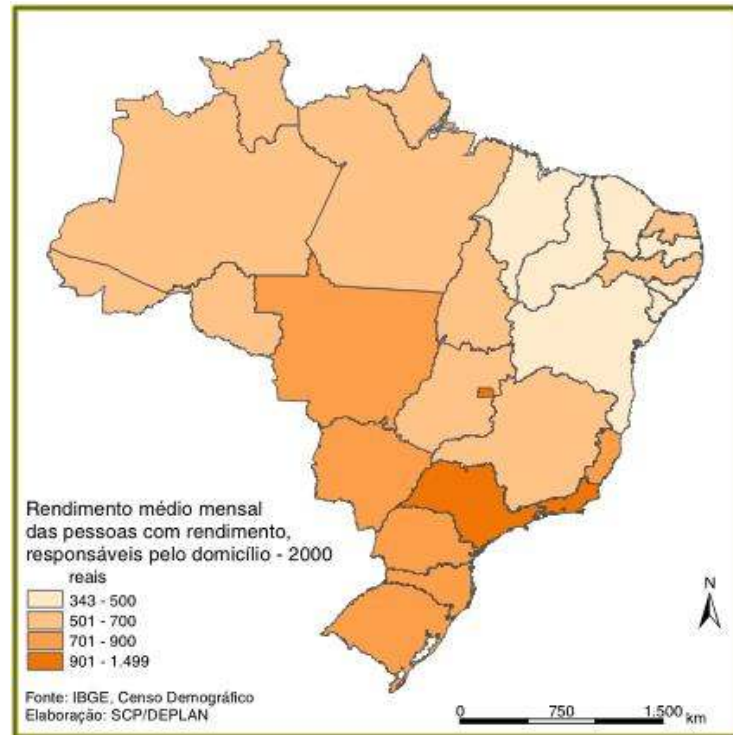 Rendimento médio mensal
das pessoas com rendimento,
responsáveis pelo domicílio - 2000
reais
343 - 500
501 - 700
701 - 900
901 - 1.499
Fonte: IBGE, Censo Demográfico
Elaboração: SCP/DEPLAN
N
0 750 1.500 km